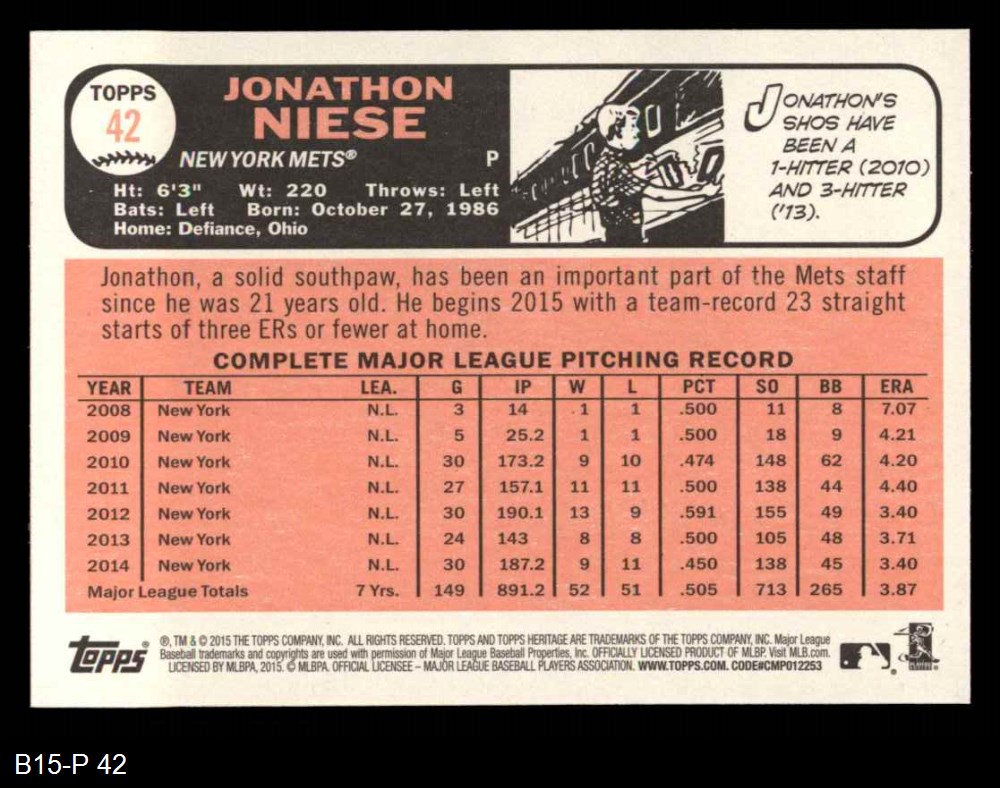 TOPPS
42
JONATHON
NIESE
NEW YORK METS® P
Ht: 6'3" Wt: 220 Throws: Left
Bats: Left Born: October 27, 1986
Home: Defiance, Ohio
JONATHON'S
SHOS HAVE
BEEN A
1-HITTER (2010)
AND 3-HITTER
('13).
Jonathon, a solid southpaw, has been an important part of the Mets staff
since he was 21 years old. He begins 2015 with a team-record 23 straight
starts of three ERs or fewer at home.
COMPLETE MAJOR LEAGUE PITCHING RECORD
YEAR TEAM LEA. G IP W L PCT SO BB ERA
2008 New York N.L. 3 14 1 1 .500 11 8 7.07
2009 New York N.L. 5 25.2 1 1 .500 18 9 4.21
2010 New York N.L. 30 173.2 9 10 .474 148 62 4.20
2011 New York N.L. 27 157.1 11 11 .500 138 44 4.40
2012 New York N.L. 30 190.1 13 9 .591 155 49 3.40
2013 New York N.L. 24 143 8 8 .500 105 48 3.71
2014 New York N.L. 30 187.2 9 11 .450 138 45 3.40
Major League Totals 7 Yrs. 149 891.2 52 51 .505 713 265 3.87
Topps®
®, TM & © 2015 THE TOPPS COMPANY, INC. ALL RIGHTS RESERVED. TOPPS AND TOPPS HERITAGE ARE TRADEMARKS OF THE TOPPS COMPANY, INC. Major League
Baseball trademarks and copyrights are used with permission of Major League Baseball Properties, Inc. OFFICIALLY LICENSED PRODUCT OF MLBP. Visit MLB.com.
LICENSED BY MLBPA, 2015. © MLBPA. OFFICIAL LICENSEE – MAJOR LEAGUE BASEBALL PLAYERS ASSOCIATION. WWW.TOPPS.COM. CODE#CMP012253
B15-P 42